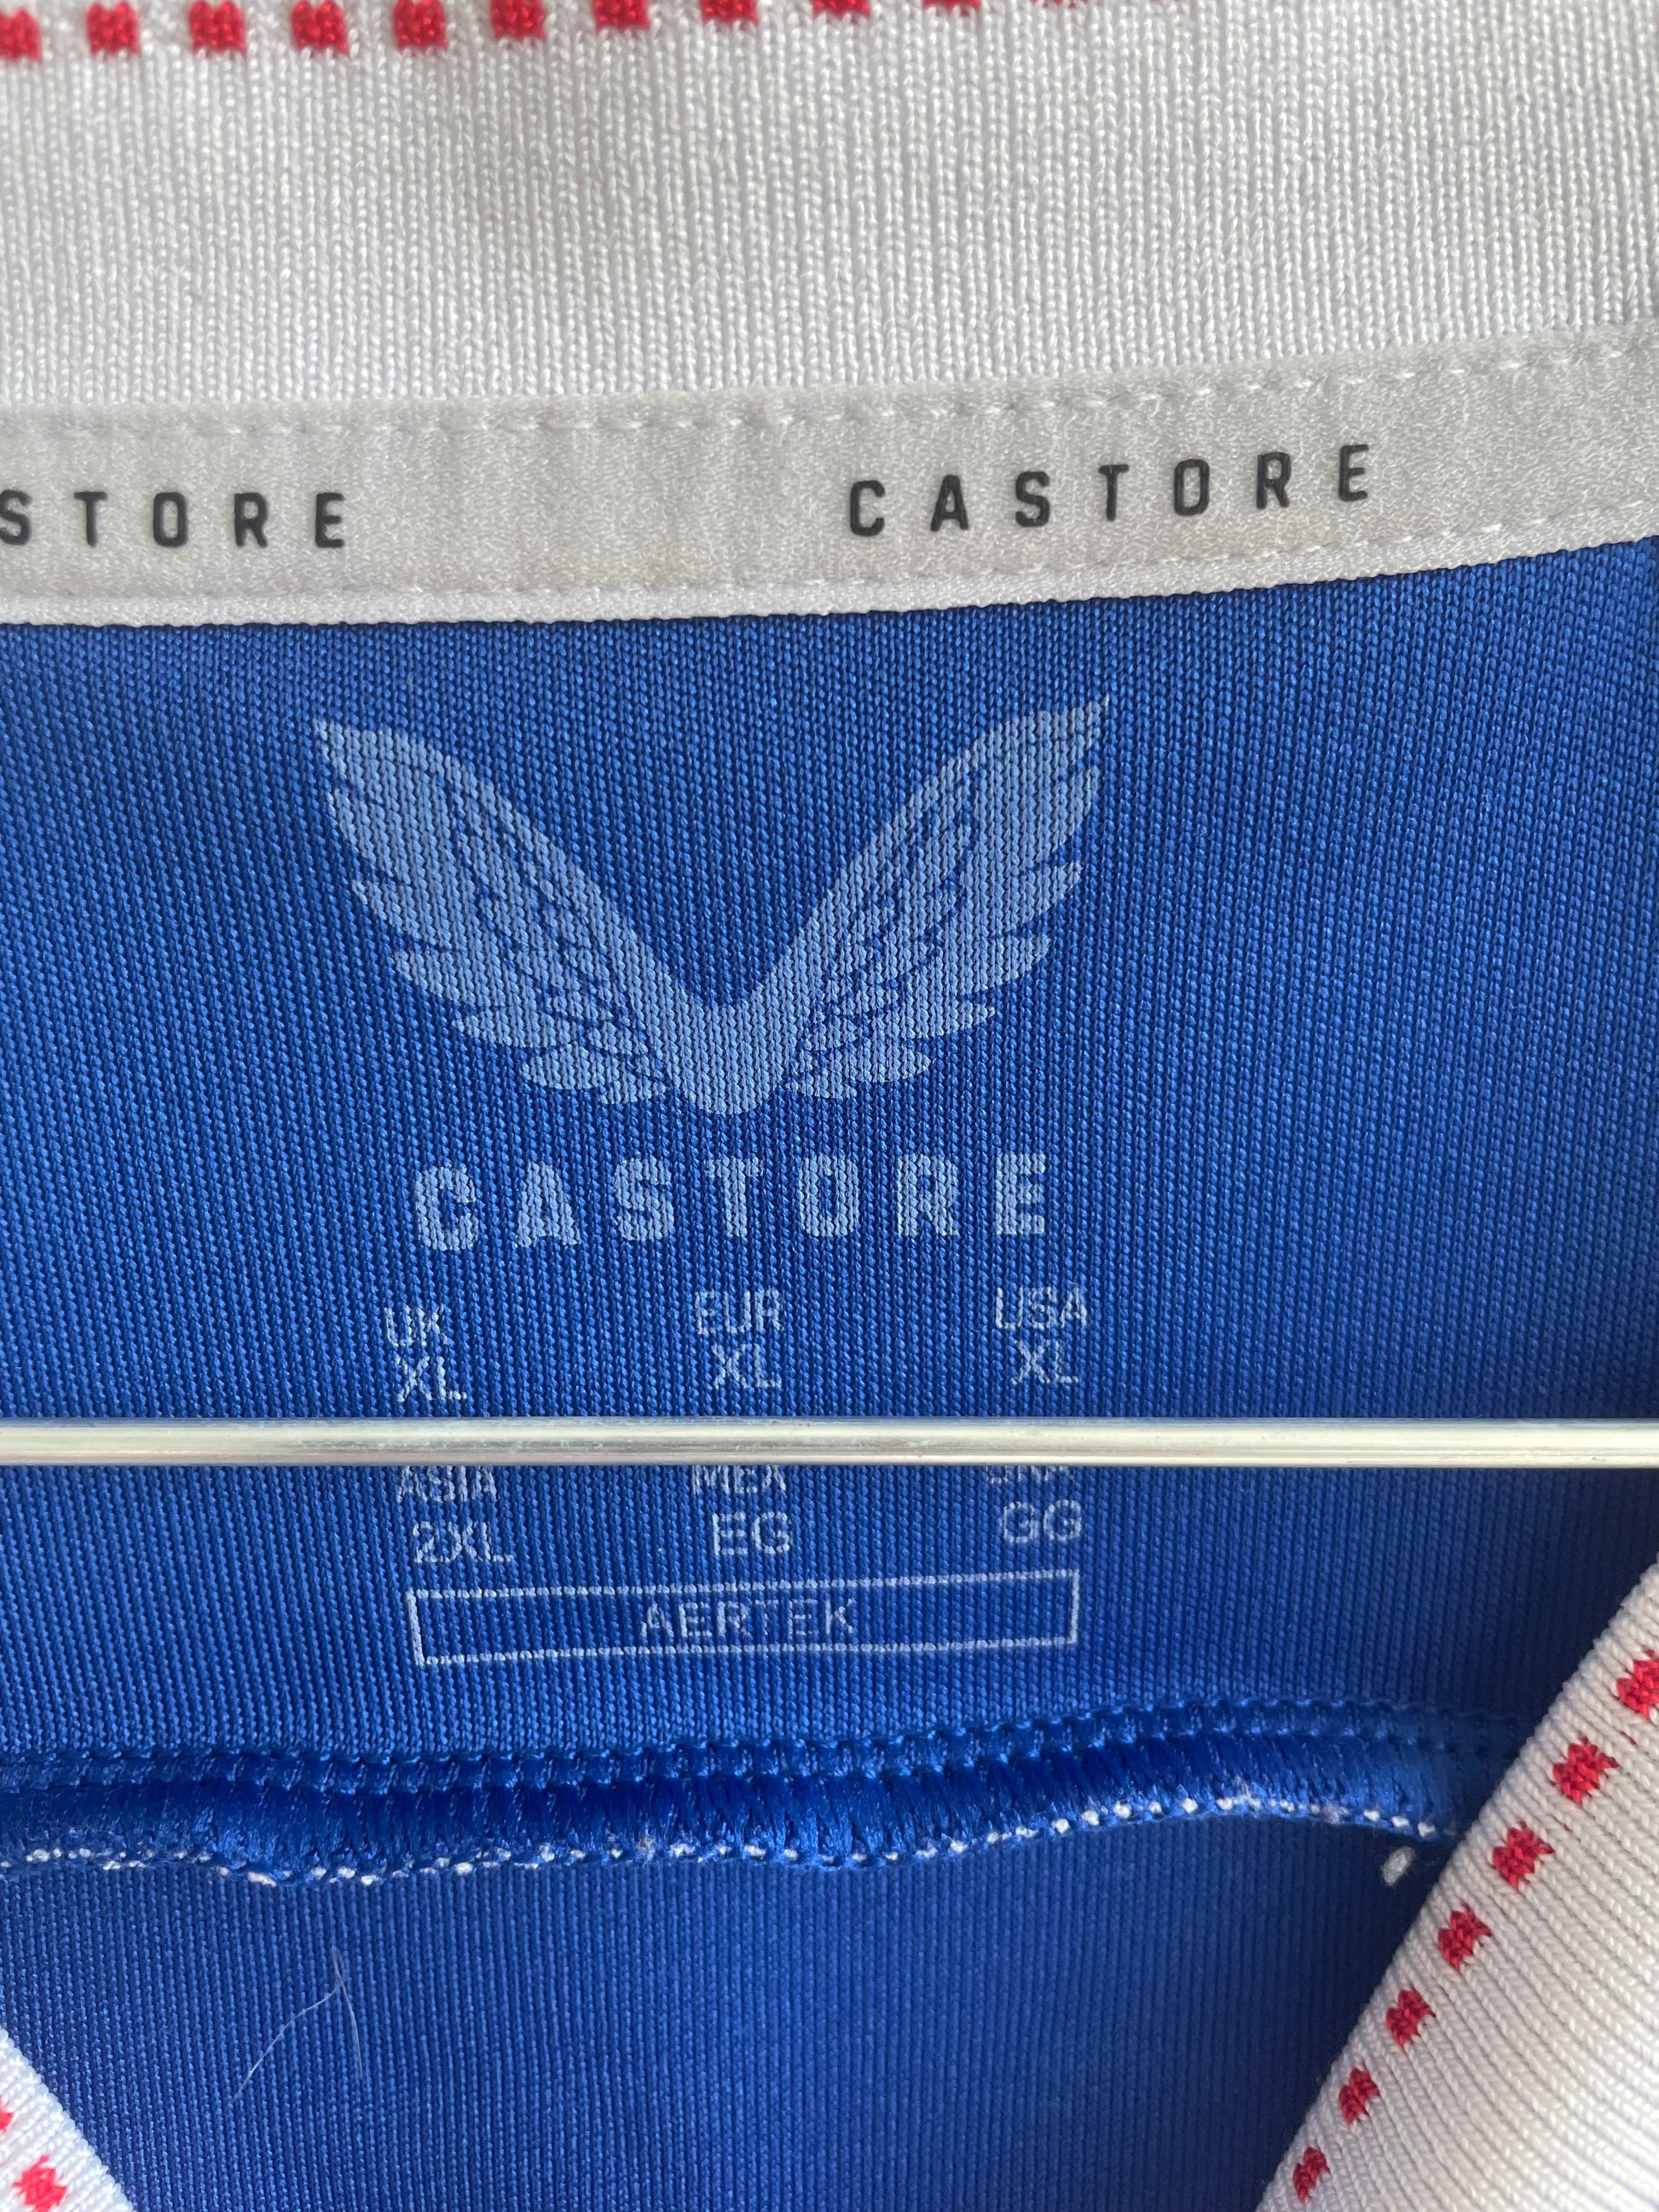 STORE CASTORE
CASTORE
UK EUR USA
XL XL XL
ASIA MEX
2XL EG GG
AERTEK